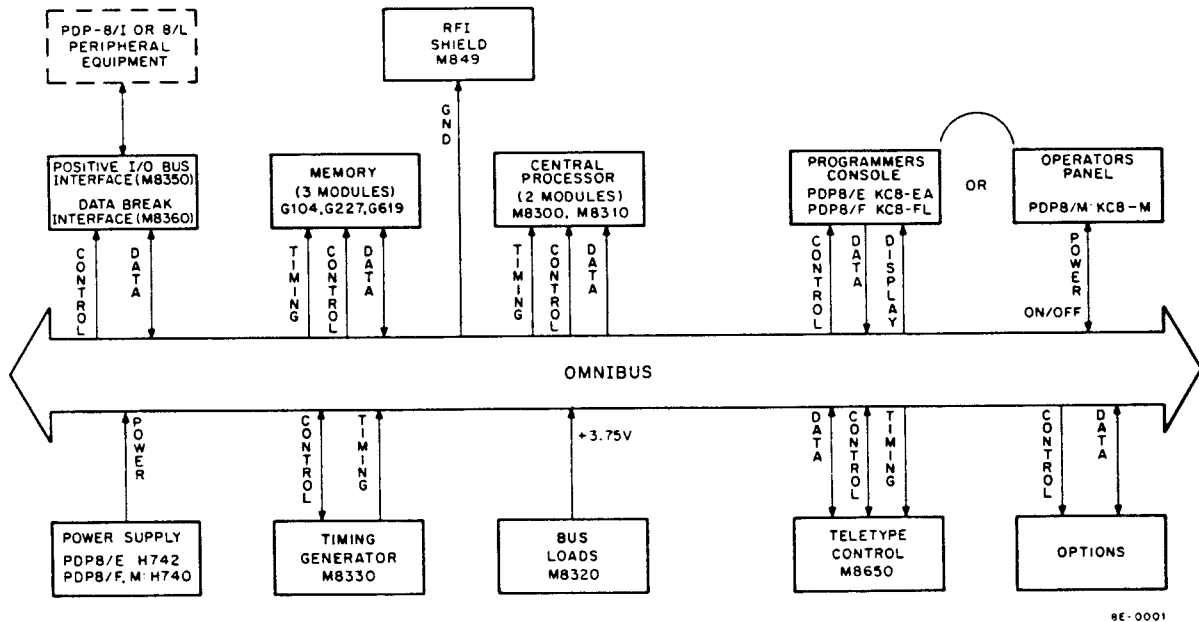 PDP-8/I OR 8/L
PERIPHERAL
EQUIPMENT
RFI
SHIELD
M849
GND
POSITIVE I/O BUS
INTERFACE (M8350)
DATA BREAK
INTERFACE (M8360)
MEMORY
(3 MODULES)
G104, G227, G619
CENTRAL
PROCESSOR
(2 MODULES)
M8300, M8310
PROGRAMMERS
CONSOLE
PDP8/E KC8-EA
PDP8/F KC8-FL
OR
OPERATORS
PANEL
PDP8/M: KC8-M
CONTROL
DATA
TIMING
CONTROL
DATA
TIMING
CONTROL
DATA
CONTROL
DATA
DISPLAY
POWER
ON/OFF
OMNIBUS
POWER
CONTROL
TIMING
+3.75V
DATA
CONTROL
TIMING
CONTROL
DATA
POWER SUPPLY
PDP8/E H742
PDP8/F, M: H740
TIMING
GENERATOR
M8330
BUS
LOADS
M8320
TELETYPE
CONTROL
M8650
OPTIONS
8E-0001